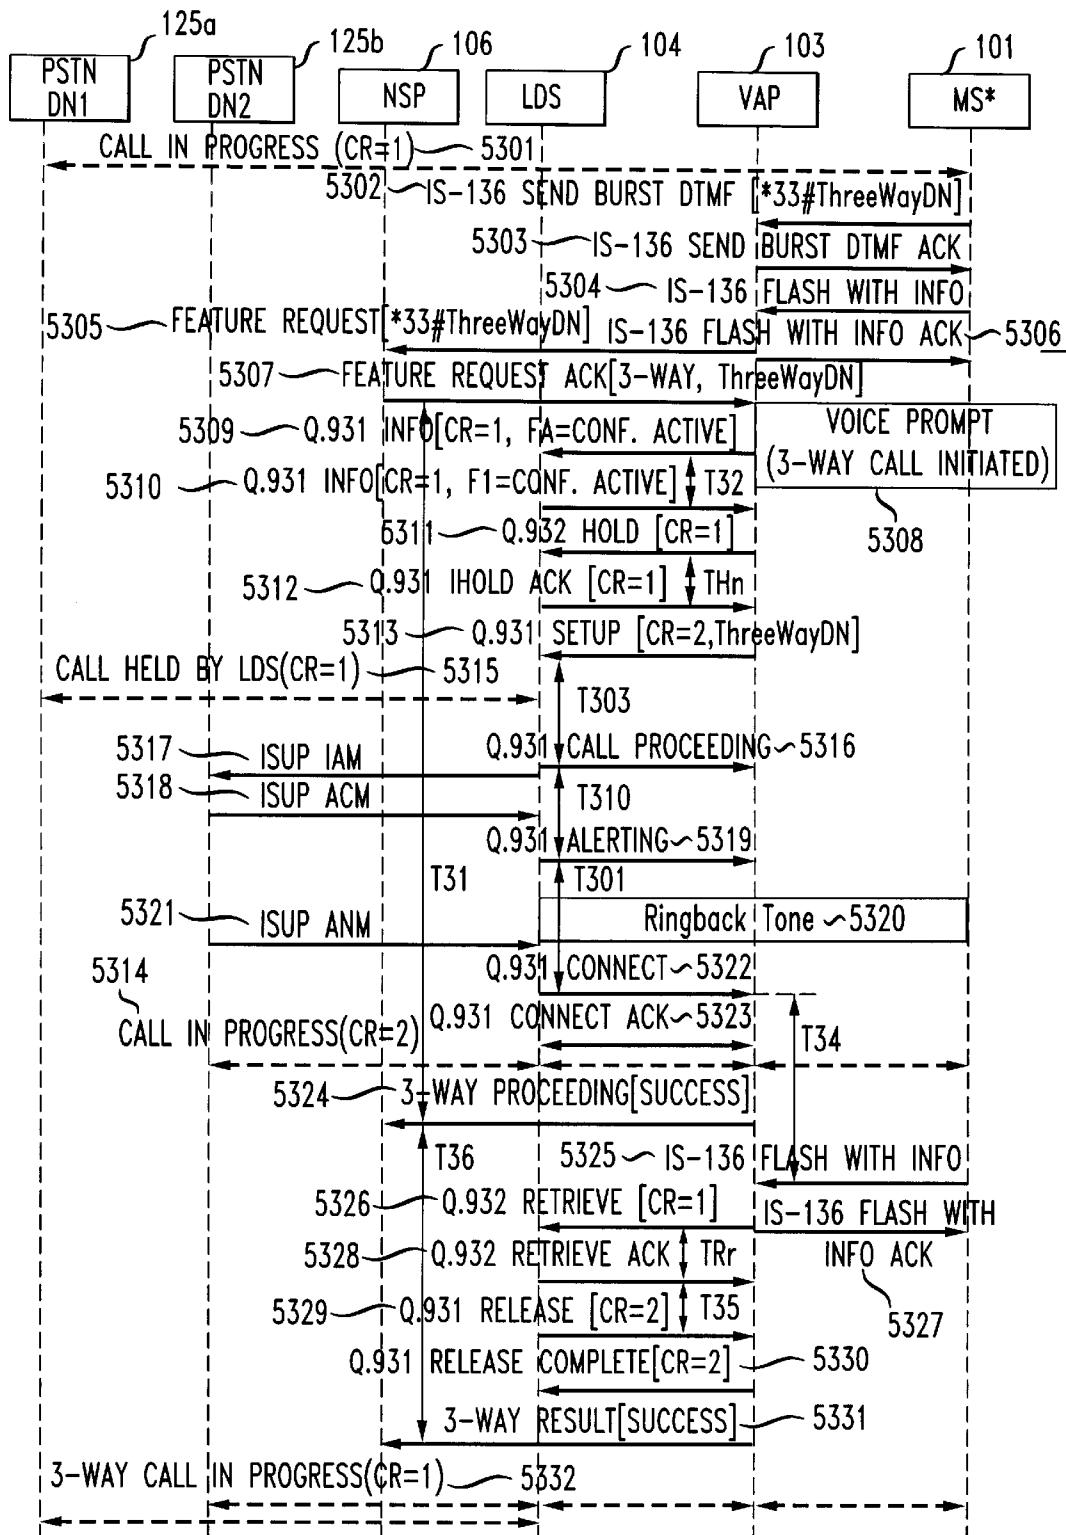 125a
125b
106
104
103
101
PSTN
DN1
PSTN
DN2
NSP
LDS
VAP
MS*
CALL IN PROGRESS (CR=1) 5301
5302 IS-136 SEND BURST DTMF [*33#ThreeWayDN]
5303 IS-136 SEND BURST DTMF ACK
5304 IS-136 FLASH WITH INFO
5305 FEATURE REQUEST[*33#ThreeWayDN]
IS-136 FLASH WITH INFO ACK 5306
5307 FEATURE REQUEST ACK[3-WAY, ThreeWayDN]
5309 Q.931 INFO[CR=1, FA=CONF. ACTIVE]
VOICE PROMPT
(3-WAY CALL INITIATED)
5310 Q.931 INFO[CR=1, F1=CONF. ACTIVE] T32
5308
5311 Q.932 HOLD [CR=1]
5312 Q.931 IHOLD ACK [CR=1] THn
5313 Q.931 SETUP [CR=2,ThreeWayDN]
CALL HELD BY LDS(CR=1) 5315
T303
5317 ISUP IAM
Q.931 CALL PROCEEDING 5316
5318 ISUP ACM
T310
Q.931 ALERTING 5319
T31
T301
5321 ISUP ANM
Ringback Tone 5320
Q.931 CONNECT 5322
5314
Q.931 CONNECT ACK 5323
CALL IN PROGRESS(CR=2)
T34
5324 3-WAY PROCEEDING[SUCCESS]
T36
5325 IS-136 FLASH WITH INFO
5326 Q.932 RETRIEVE [CR=1]
IS-136 FLASH WITH
INFO ACK
5327
5328 Q.932 RETRIEVE ACK TRr
5329 Q.931 RELEASE [CR=2] T35
Q.931 RELEASE COMPLETE[CR=2] 5330
3-WAY RESULT[SUCCESS] 5331
3-WAY CALL IN PROGRESS(CR=1) 5332